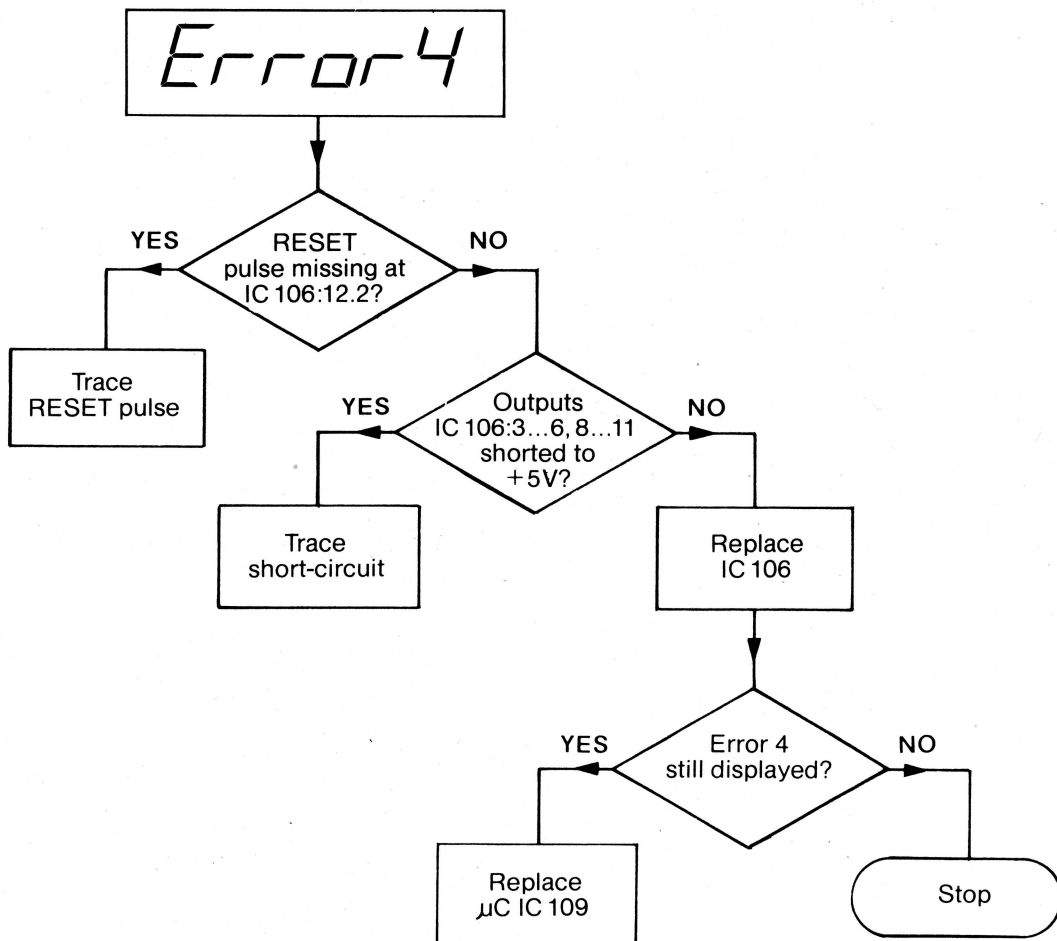 Error 4
YES
NO
RESET
pulse missing at
IC 106:12.2?
Trace
RESET pulse
YES
NO
Outputs
IC 106:3...6, 8...11
shorted to
+5V?
Trace
short-circuit
Replace
IC 106
YES
NO
Error 4
still displayed?
Replace
µC IC 109
Stop